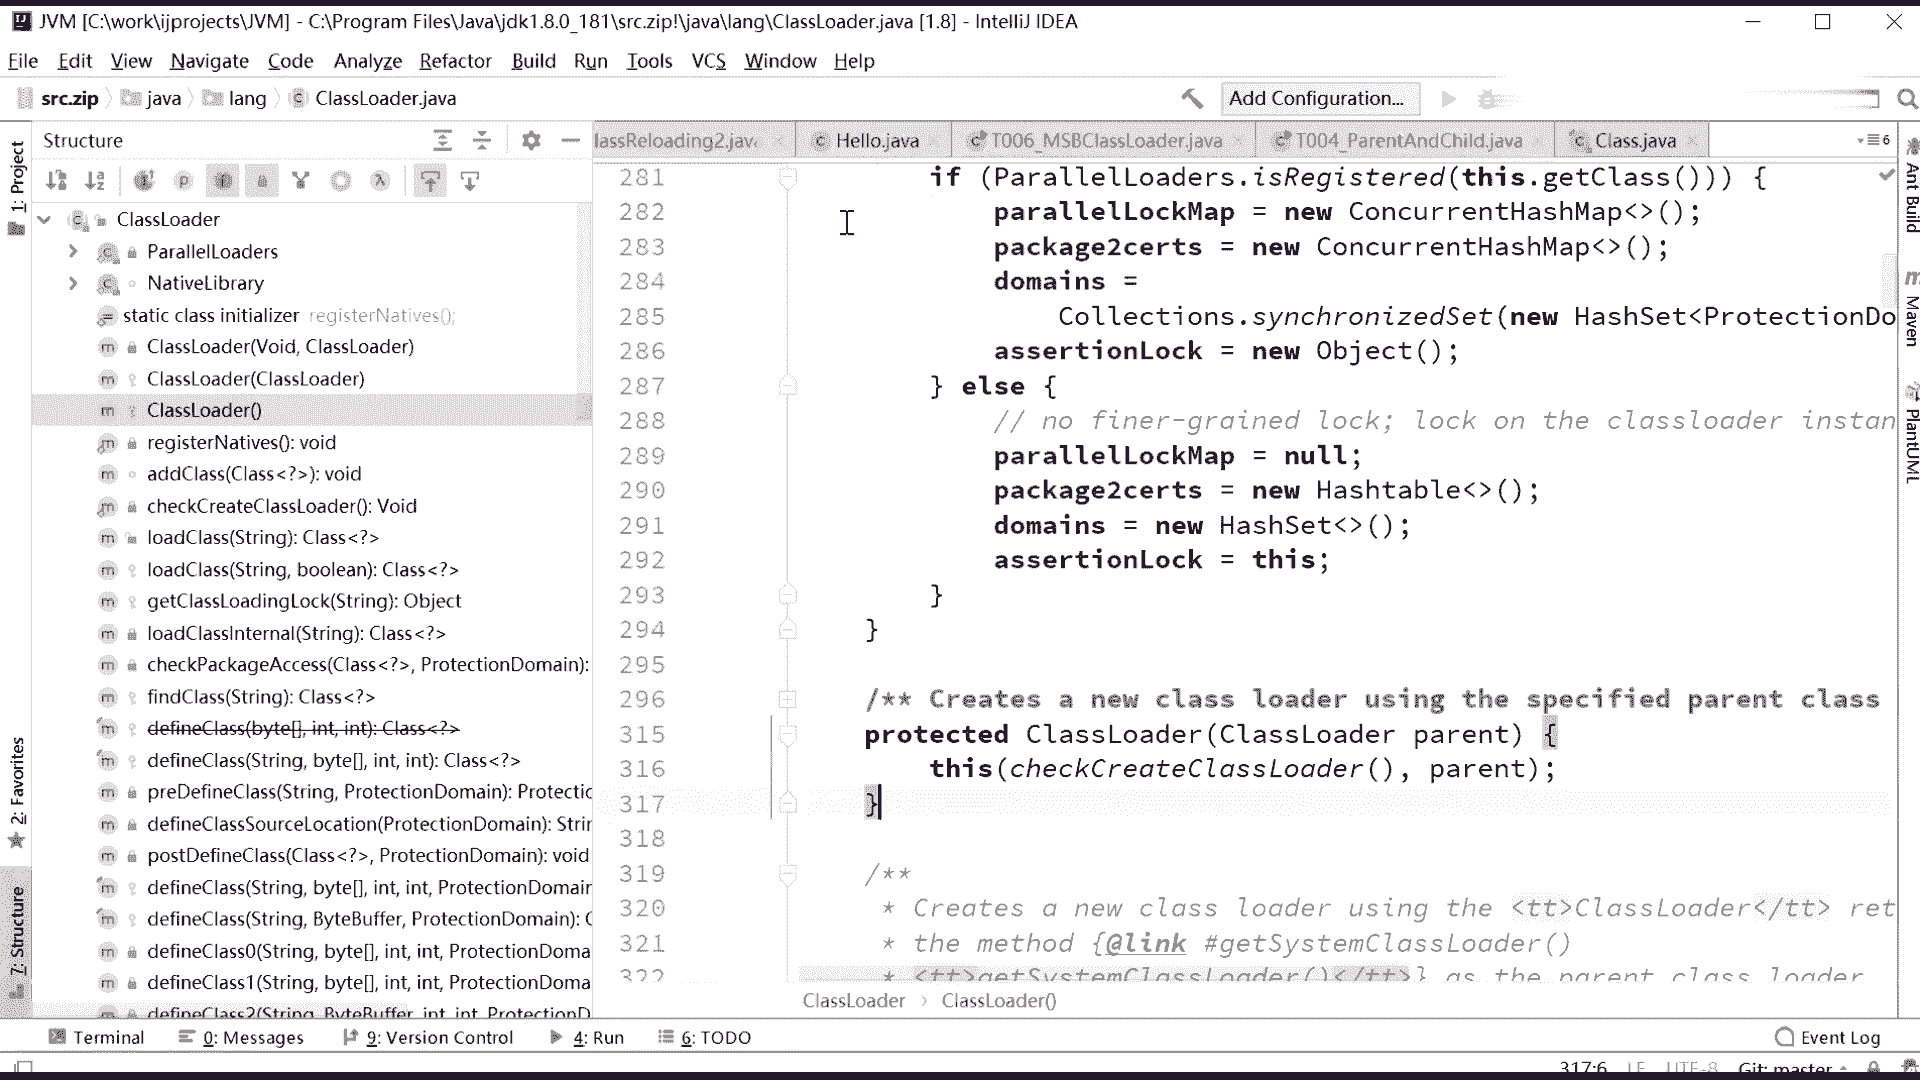 JVM [C:\work\ijprojects\JVM] - C:\Program Files\Java\jdk1.8.0_181\src.zip!\java\lang\ClassLoader.java [1.8] - IntelliJ IDEA
File Edit View Navigate Code Analyze Refactor Build Run Tools VCS Window Help
src.zip java lang ClassLoader.java Add Configuration...
Structure
lassReloading2.java Hello.java T006_MSBClassLoader.java T004_ParentAndChild.java Class.java 6
1: Project
2: Favorites
7: Structure
ClassLoader
ParallelLoaders
NativeLibrary
static class initializer registerNatives();
ClassLoader(Void, ClassLoader)
ClassLoader(ClassLoader)
ClassLoader()
registerNatives(): void
addClass(Class<?>): void
checkCreateClassLoader(): Void
loadClass(String): Class<?>
loadClass(String, boolean): Class<?>
getClassLoadingLock(String): Object
loadClassInternal(String): Class<?>
checkPackageAccess(Class<?>, ProtectionDomain):
findClass(String): Class<?>
defineClass(byte[], int, int): Class<?>
defineClass(String, byte[], int, int): Class<?>
preDefineClass(String, ProtectionDomain): Protectic
defineClassSourceLocation(ProtectionDomain): Strir
postDefineClass(Class<?>, ProtectionDomain): void
defineClass(String, byte[], int, int, ProtectionDomair
defineClass(String, ByteBuffer, ProtectionDomain): C
defineClass0(String, byte[], int, int, ProtectionDoma
defineClass1(String, byte[], int, int, ProtectionDoma
defineClass2(String, ByteBuffer, int, int, ProtectionD
281 if (ParallelLoaders.isRegistered(this.getClass())) {
282 parallelLockMap = new ConcurrentHashMap<>();
283 package2certs = new ConcurrentHashMap<>();
284 domains =
285 Collections.synchronizedSet(new HashSet<ProtectionDo
286 assertionLock = new Object();
287 } else {
288 // no finer-grained lock; lock on the classloader instan
289 parallelLockMap = null;
290 package2certs = new Hashtable<>();
291 domains = new HashSet<>();
292 assertionLock = this;
293 }
294 }
295
296 /** Creates a new class loader using the specified parent class
315 protected ClassLoader(ClassLoader parent) {
316 this(checkCreateClassLoader(), parent);
317 }
318
319 /**
320 * Creates a new class loader using the <tt>ClassLoader</tt> ret
321 * the method {@link #getSystemClassLoader()
322 * <tt>getSystemClassLoader()</tt>} as the parent class loader
ClassLoader ClassLoader()
Ant Build
Maven
PlantUML
Terminal 0: Messages 9: Version Control 4: Run 6: TODO Event Log
317:6 LF UTF-8 Git: master